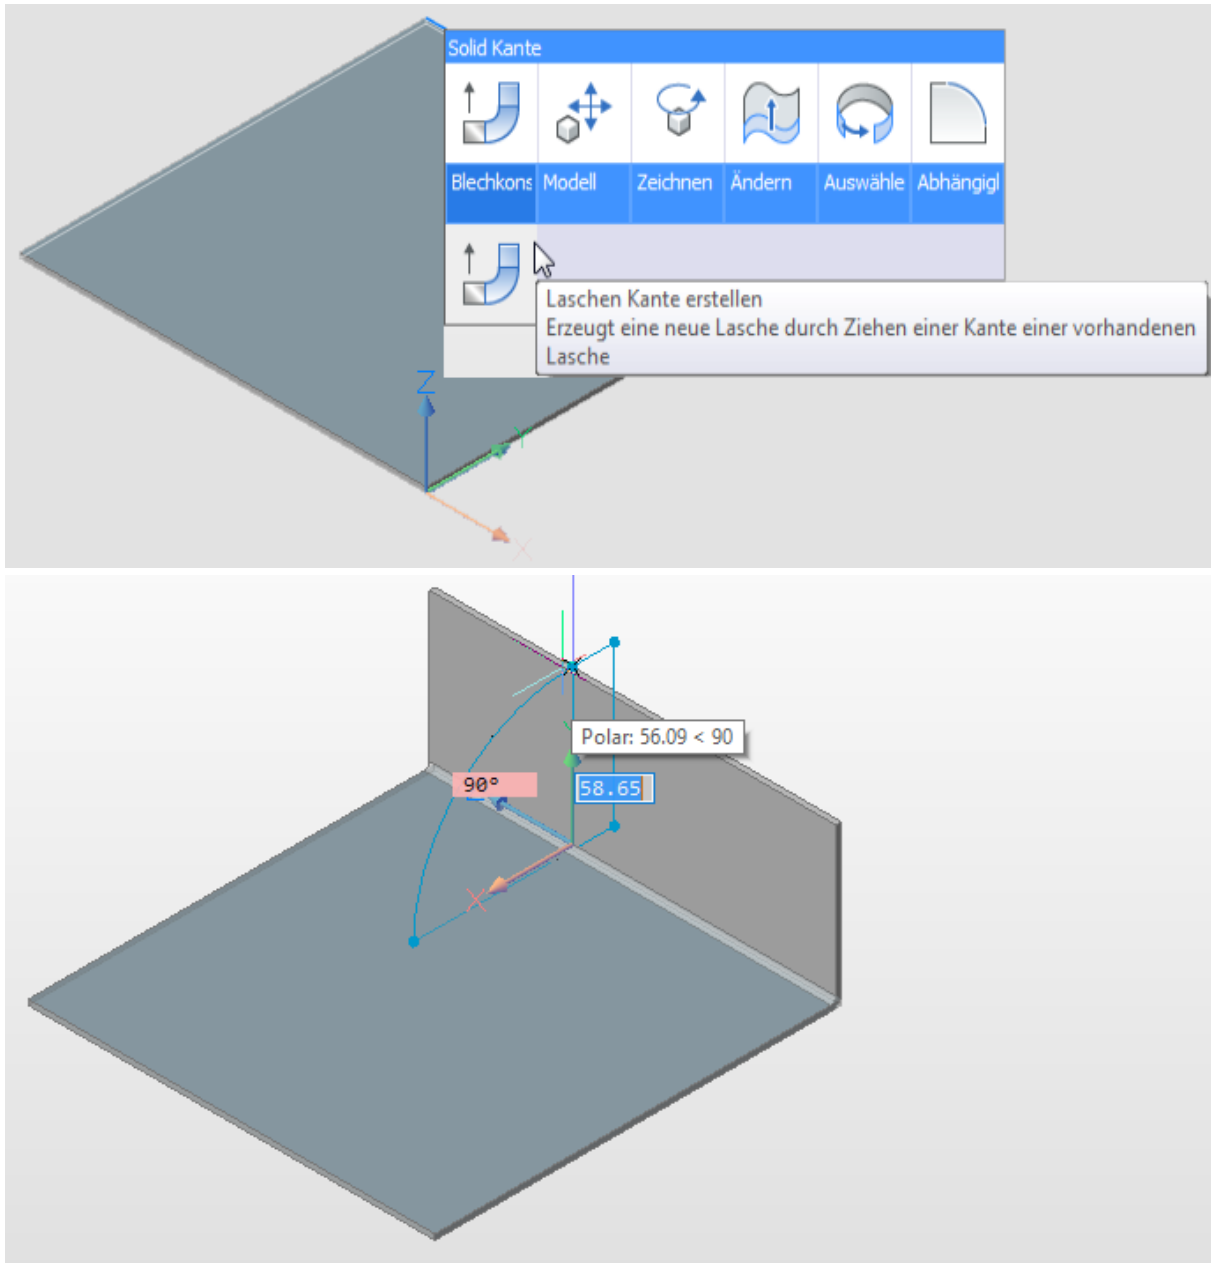 Solid Kante
Blechkons Modell Zeichnen Ändern Auswähle Abhängigl
Laschen Kante erstellen
Erzeugt eine neue Lasche durch Ziehen einer Kante einer vorhandenen
Lasche
Z
Y
X
Polar: 56.09 < 90
90° 58.65
X